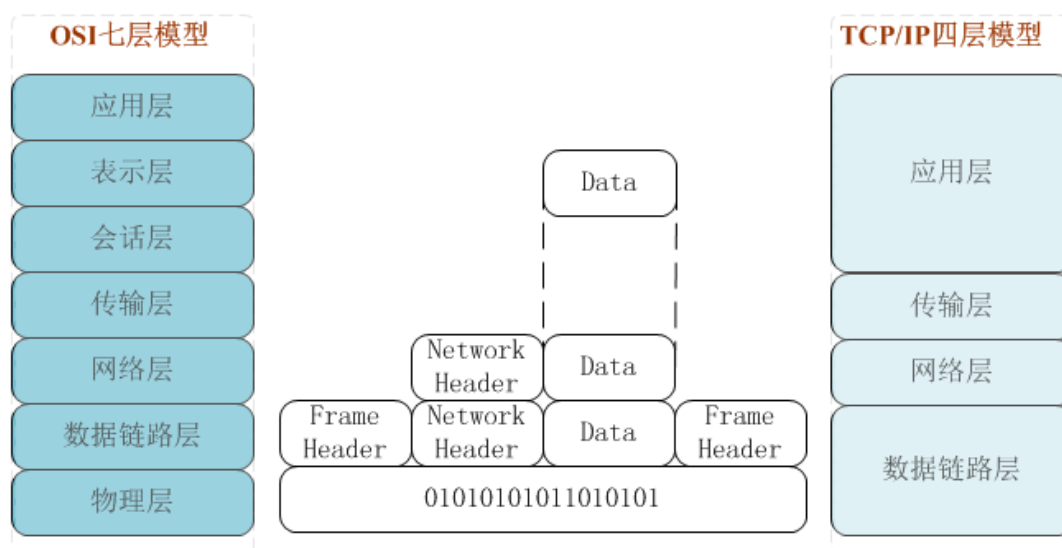 OSI七层模型
应用层
表示层
会话层
传输层
网络层
数据链路层
物理层
Data
Network
Header
Data
Frame
Header
Network
Header
Data
Frame
Header
01010101011010101
TCP/IP四层模型
应用层
传输层
网络层
数据链路层